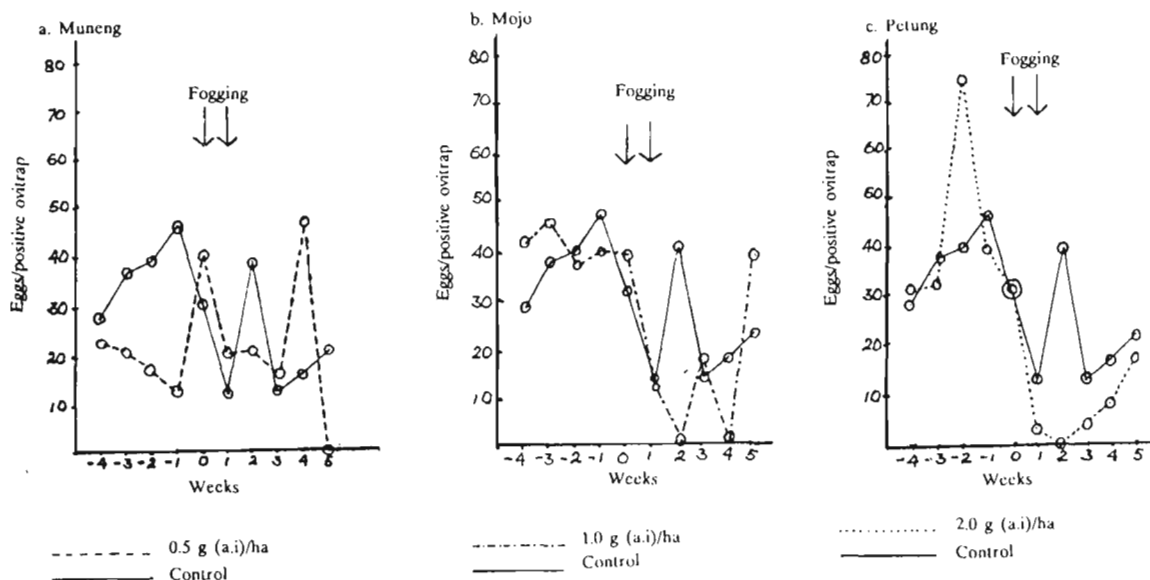 a. Muneng
Eggs/positive ovitrap
80
70
60
50
40
30
20
10
Fogging
-4 -3 -2 -1 0 1 2 3 4 5
Weeks
0.5 g (a.i)/ha
Control
b. Mojo
Eggs/positive ovitrap
80
70
60
50
40
30
20
10
Fogging
-4 -3 -2 -1 0 1 2 3 4 5
Weeks
1.0 g (a.i)/ha
Control
c. Petung
Eggs/positive ovitrap
80
70
60
50
40
30
20
10
Fogging
-4 -3 -2 -1 0 1 2 3 4 5
Weeks
2.0 g (a.i)/ha
Control